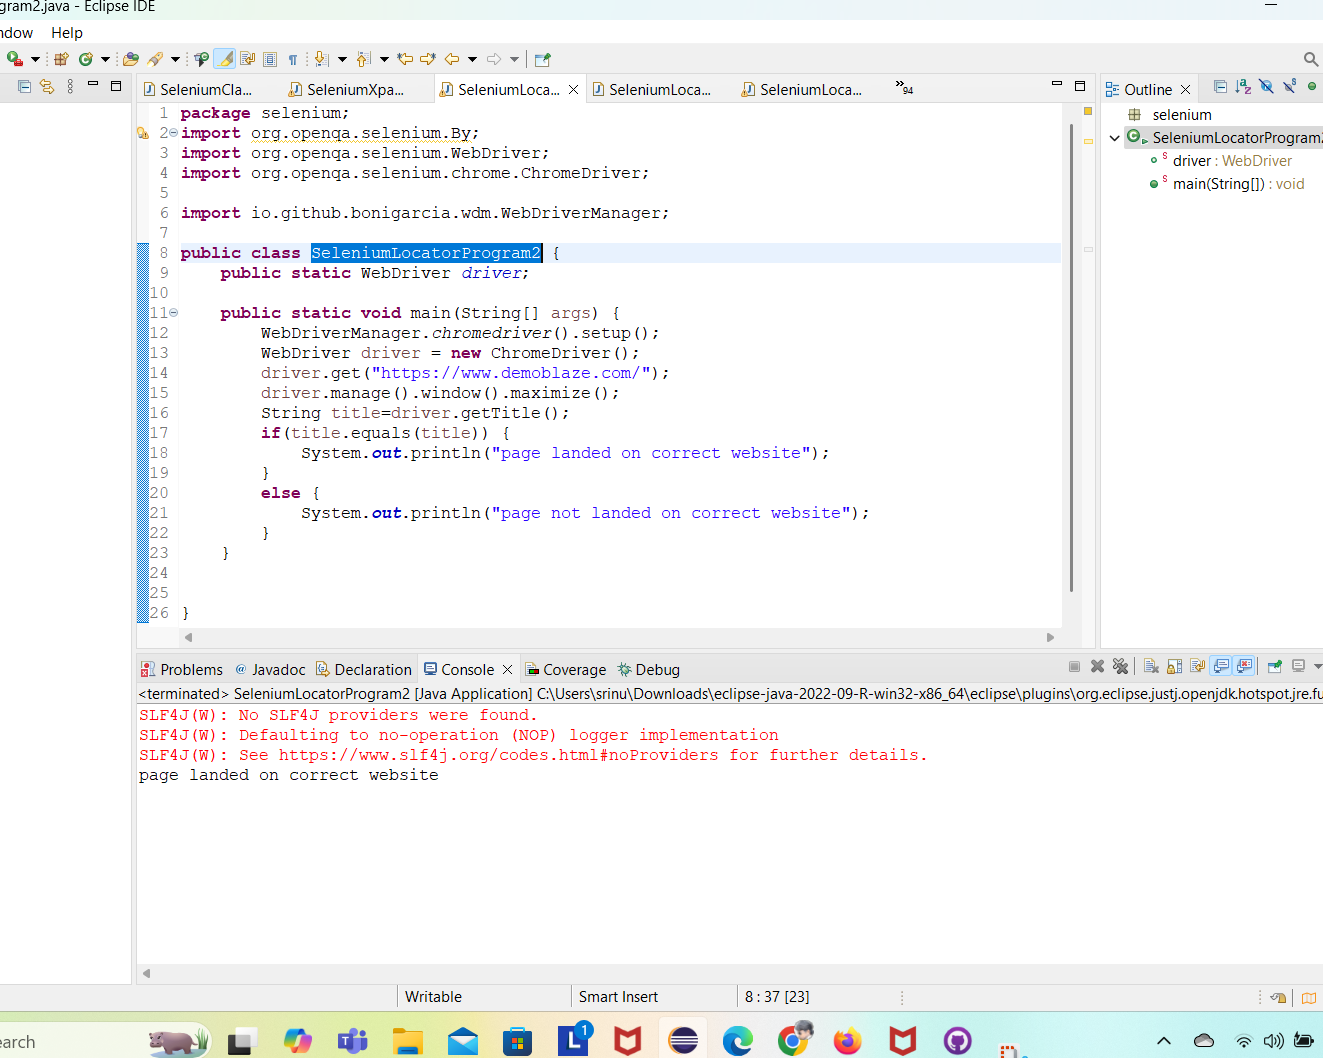 gram2.java - Eclipse IDE
ndow Help
SeleniumCla... SeleniumXpa... SeleniumLoca... SeleniumLoca... SeleniumLoca... »94
Outline
1 package selenium;
2 import org.openqa.selenium.By;
3 import org.openqa.selenium.WebDriver;
4 import org.openqa.selenium.chrome.ChromeDriver;
5
6 import io.github.bonigarcia.wdm.WebDriverManager;
7
8 public class SeleniumLocatorProgram2 {
9 public static WebDriver driver;
10
11 public static void main(String[] args) {
12 WebDriverManager.chromedriver().setup();
13 WebDriver driver = new ChromeDriver();
14 driver.get("https://www.demoblaze.com/");
15 driver.manage().window().maximize();
16 String title=driver.getTitle();
17 if(title.equals(title)) {
18 System.out.println("page landed on correct website");
19 }
20 else {
21 System.out.println("page not landed on correct website");
22 }
23 }
24
25
26 }
selenium
SeleniumLocatorProgram2
driver : WebDriver
main(String[]) : void
Problems @ Javadoc Declaration Console Coverage Debug
<terminated> SeleniumLocatorProgram2 [Java Application] C:\Users\srinu\Downloads\eclipse-java-2022-09-R-win32-x86_64\eclipse\plugins\org.eclipse.justj.openjdk.hotspot.jre.fu
SLF4J(W): No SLF4J providers were found.
SLF4J(W): Defaulting to no-operation (NOP) logger implementation
SLF4J(W): See https://www.slf4j.org/codes.html#noProviders for further details.
page landed on correct website
Writable Smart Insert 8 : 37 [23]
earch
L 1